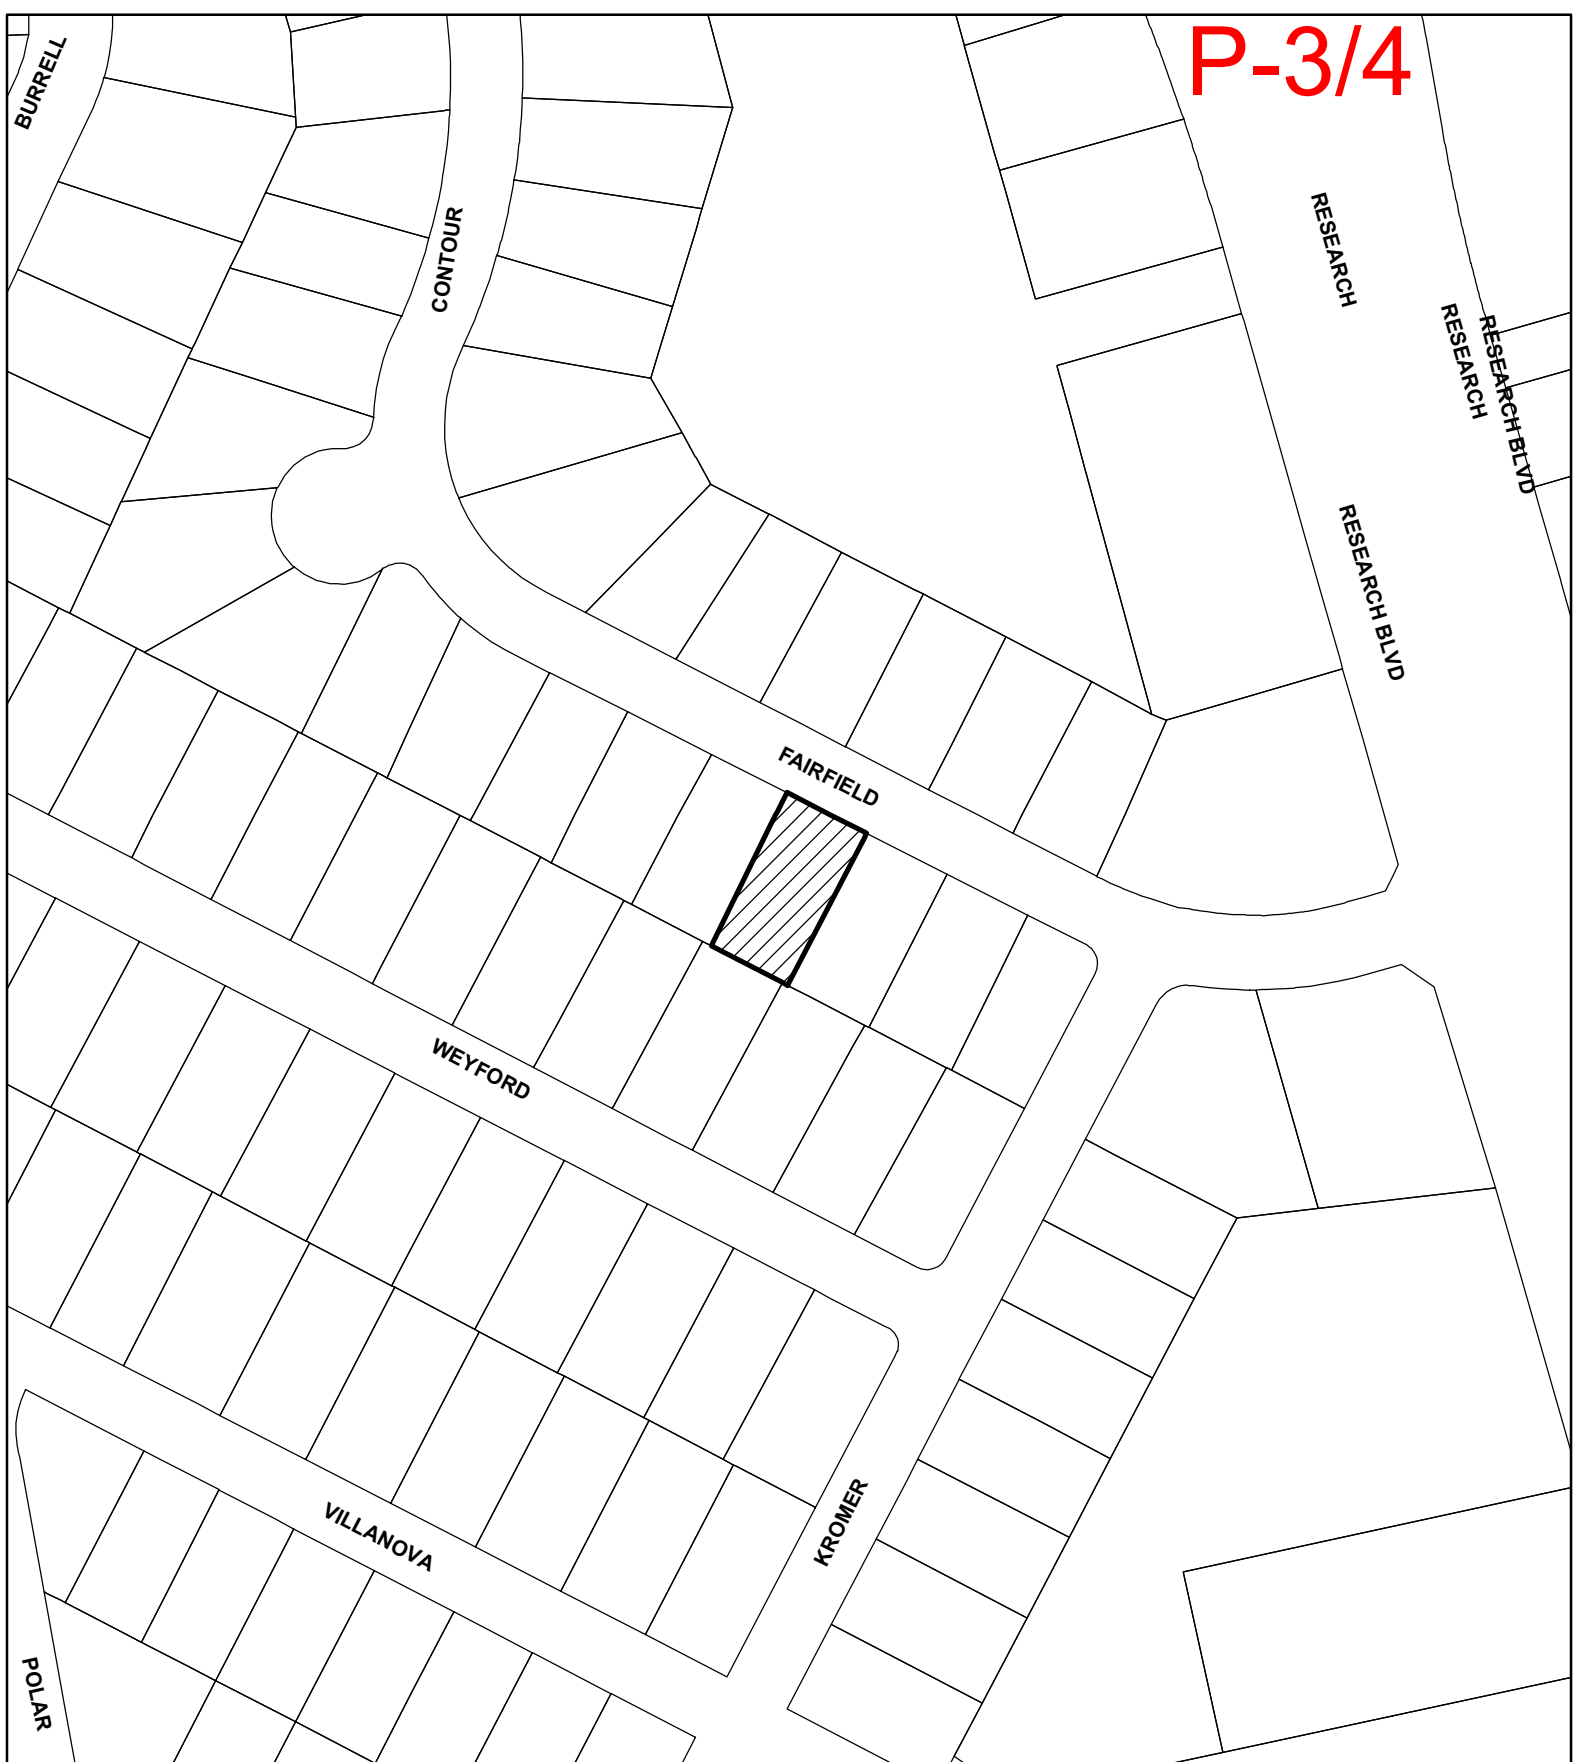 P-3/4
BURRELL
CONTOUR
RESEARCH
RESEARCH
RESEARCH BLVD
RESEARCH BLVD
FAIRFIELD
WEYFORD
VILLANOVA
KROMER
POLAR